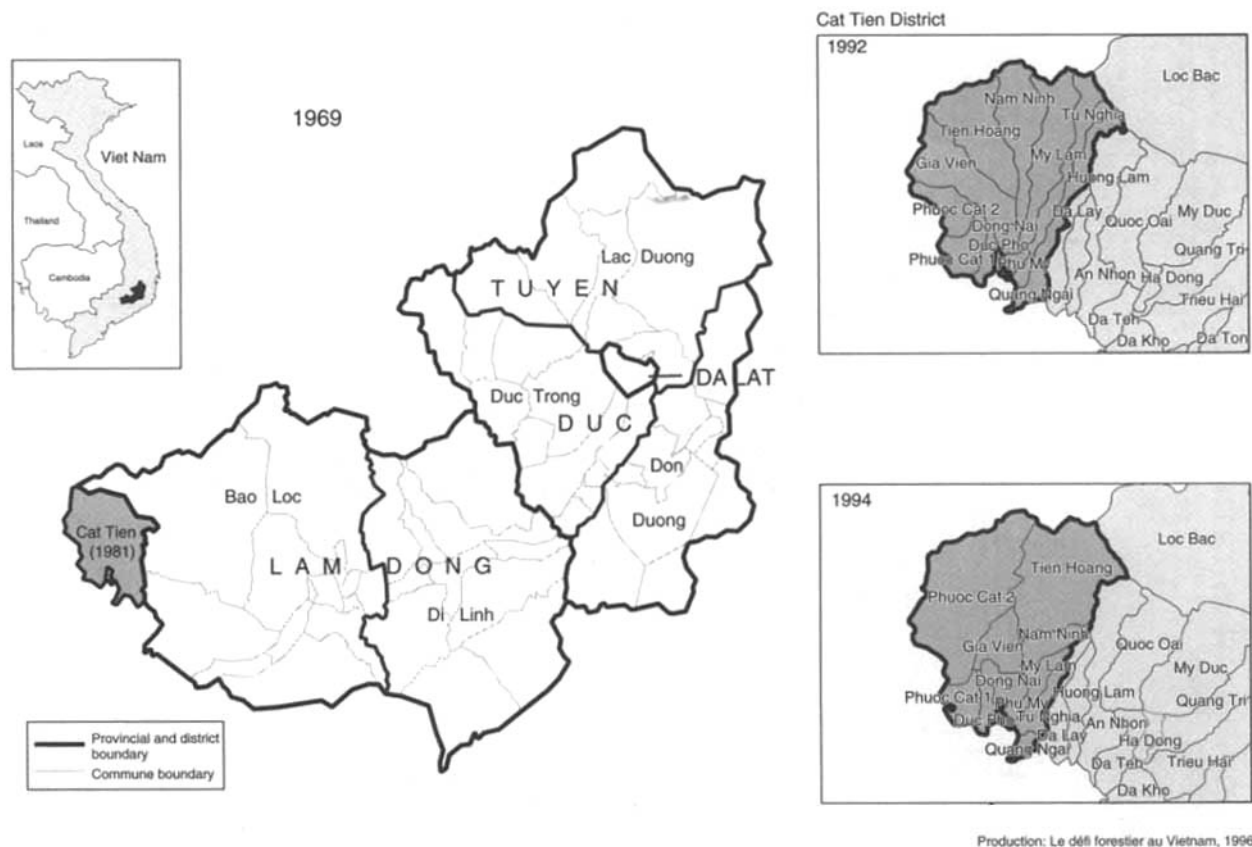 Cat Tien District
1992
Loc Bac
Nam Ninh
Tu Nghia
Tien Hoang
My Lam
Gia Vien
Huong Lam
Phuoc Cat 2
Da Lay
Quoc Oai
My Duc
Dong Nai
Duc Pho
Quang Tri
Phuoc Cat 1
Phu My
An Nhon
Ha Dong
Quang Ngai
Trieu Hai
Da Teh
Da Kho
Da Ton
Laos
Viet Nam
Thailand
Cambodia
1969
Lac Duong
TUYEN
DA LAT
Duc Trong
DUC
Don
Duong
Bao Loc
Cat Tien
(1981)
LAM DONG
Di Linh
Provincial and district
boundary
Commune boundary
1994
Loc Bac
Tien Hoang
Phuoc Cat 2
Nam Ninh
Gia Vien
Quoc Oai
My Lam
My Duc
Dong Nai
Phuoc Cat 1
Phu My
Huong Lam
Quang Tri
Duc Pho
Tu Nghia
An Nhon
Da Lay
Ha Dong
Quang Ngai
Da Teh
Trieu Hai
Da Kho
Production: Le défi forestier au Vietnam, 1996